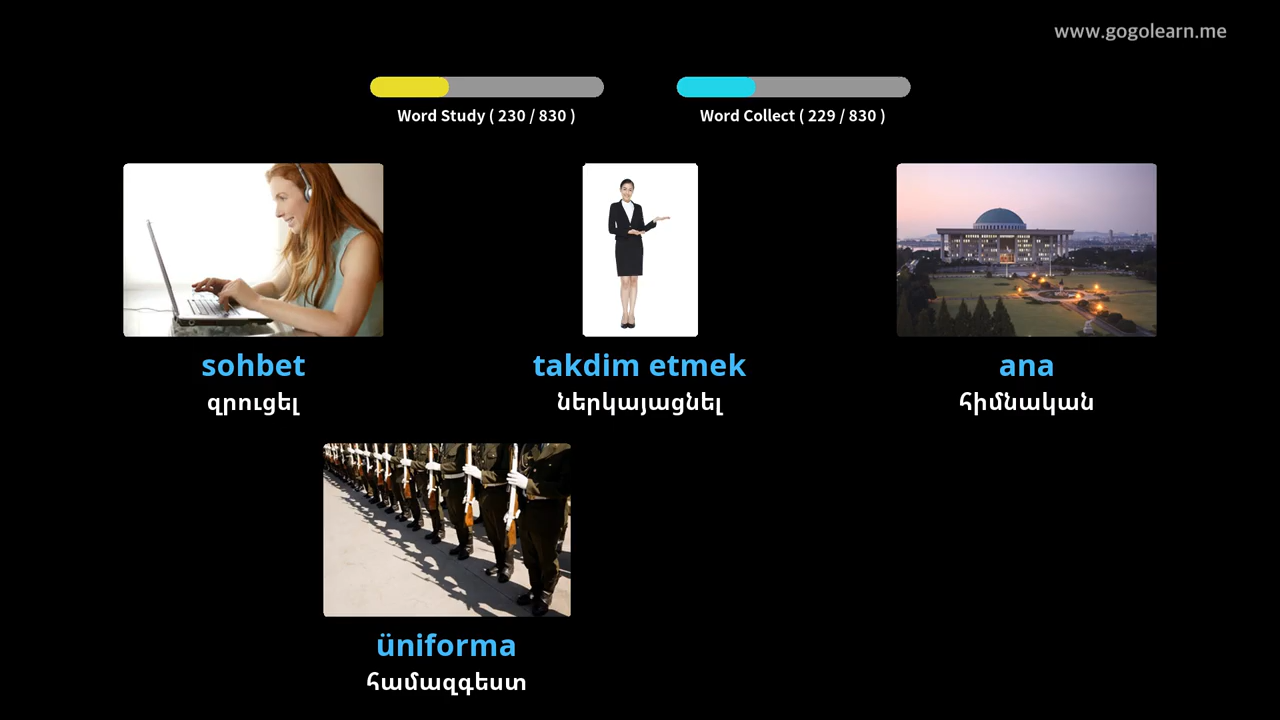 www.gogolearn.me
Word Study ( 230 / 830 )
Word Collect ( 229 / 830 )
sohbet
զրուցել
takdim etmek
ներկայացնել
ana
հիմնական
üniforma
համազգեստ